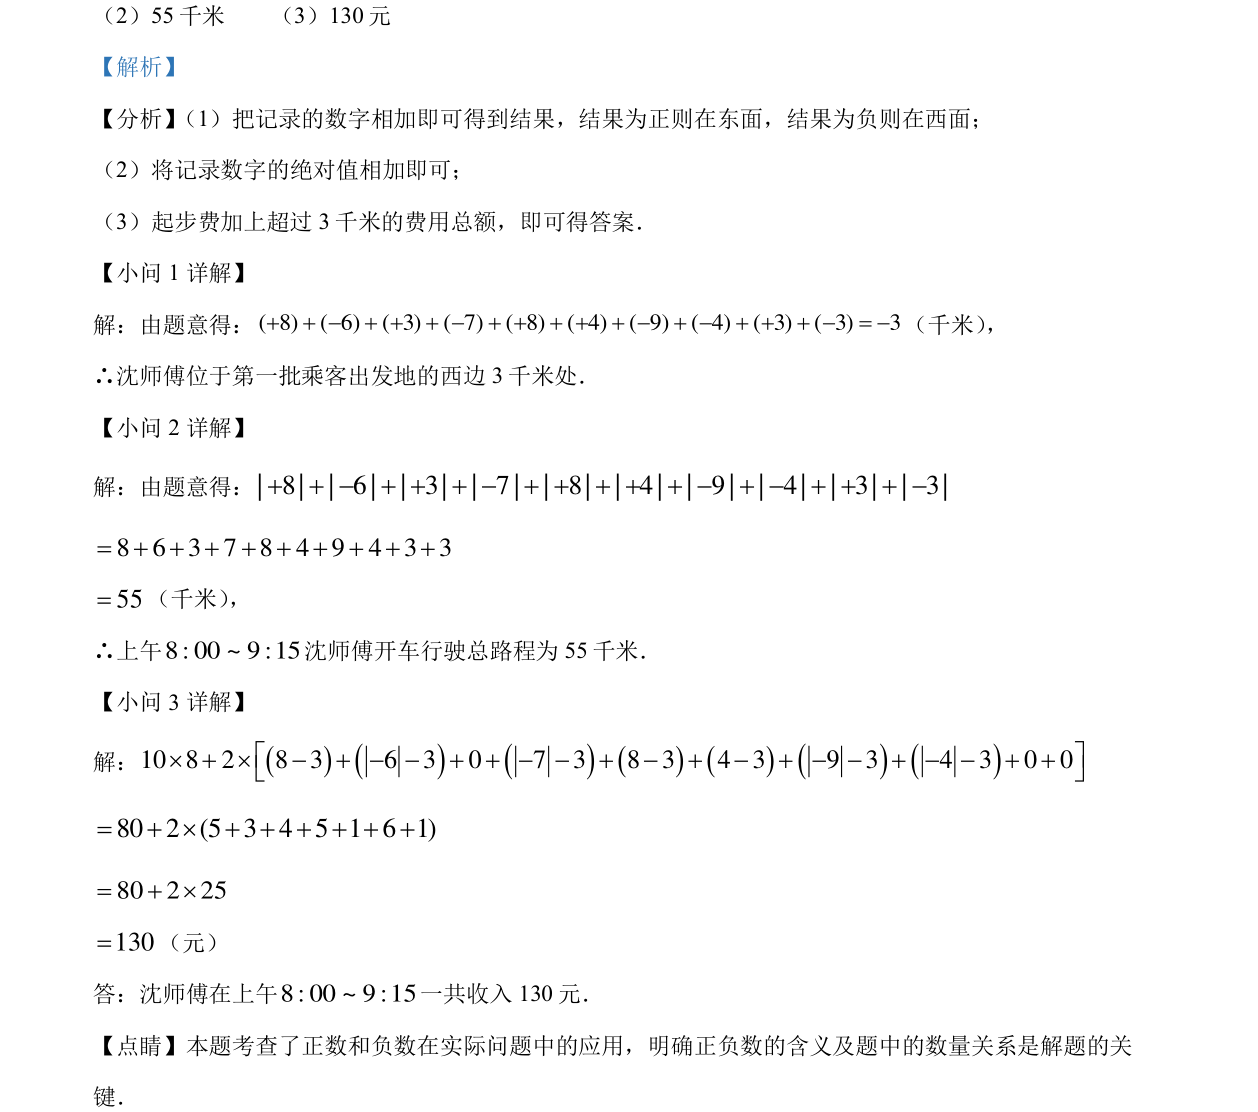 （2）55 千米　　（3）130 元
【解析】
【分析】（1）把记录的数字相加即可得到结果，结果为正则在东面，结果为负则在西面；
（2）将记录数字的绝对值相加即可；
（3）起步费加上超过 3 千米的费用总额，即可得答案．
【小问 1 详解】
解：由题意得：(+8)+(−6)+(+3)+(−7)+(+8)+(+4)+(−9)+(−4)+(+3)+(−3)=−3（千米），
∴沈师傅位于第一批乘客出发地的西边 3 千米处．
【小问 2 详解】
解：由题意得：|+8|+|−6|+|+3|+|−7|+|+8|+|+4|+|−9|+|−4|+|+3|+|−3|
=8+6+3+7+8+4+9+4+3+3
=55（千米），
∴上午8:00~9:15沈师傅开车行驶总路程为 55 千米．
【小问 3 详解】
解：10×8+2×[(8−3)+(|−6|−3)+0+(|−7|−3)+(8−3)+(4−3)+(|−9|−3)+(|−4|−3)+0+0]
=80+2×(5+3+4+5+1+6+1)
=80+2×25
=130（元）
答：沈师傅在上午8:00~9:15一共收入 130 元．
【点睛】本题考查了正数和负数在实际问题中的应用，明确正负数的含义及题中的数量关系是解题的关
键．